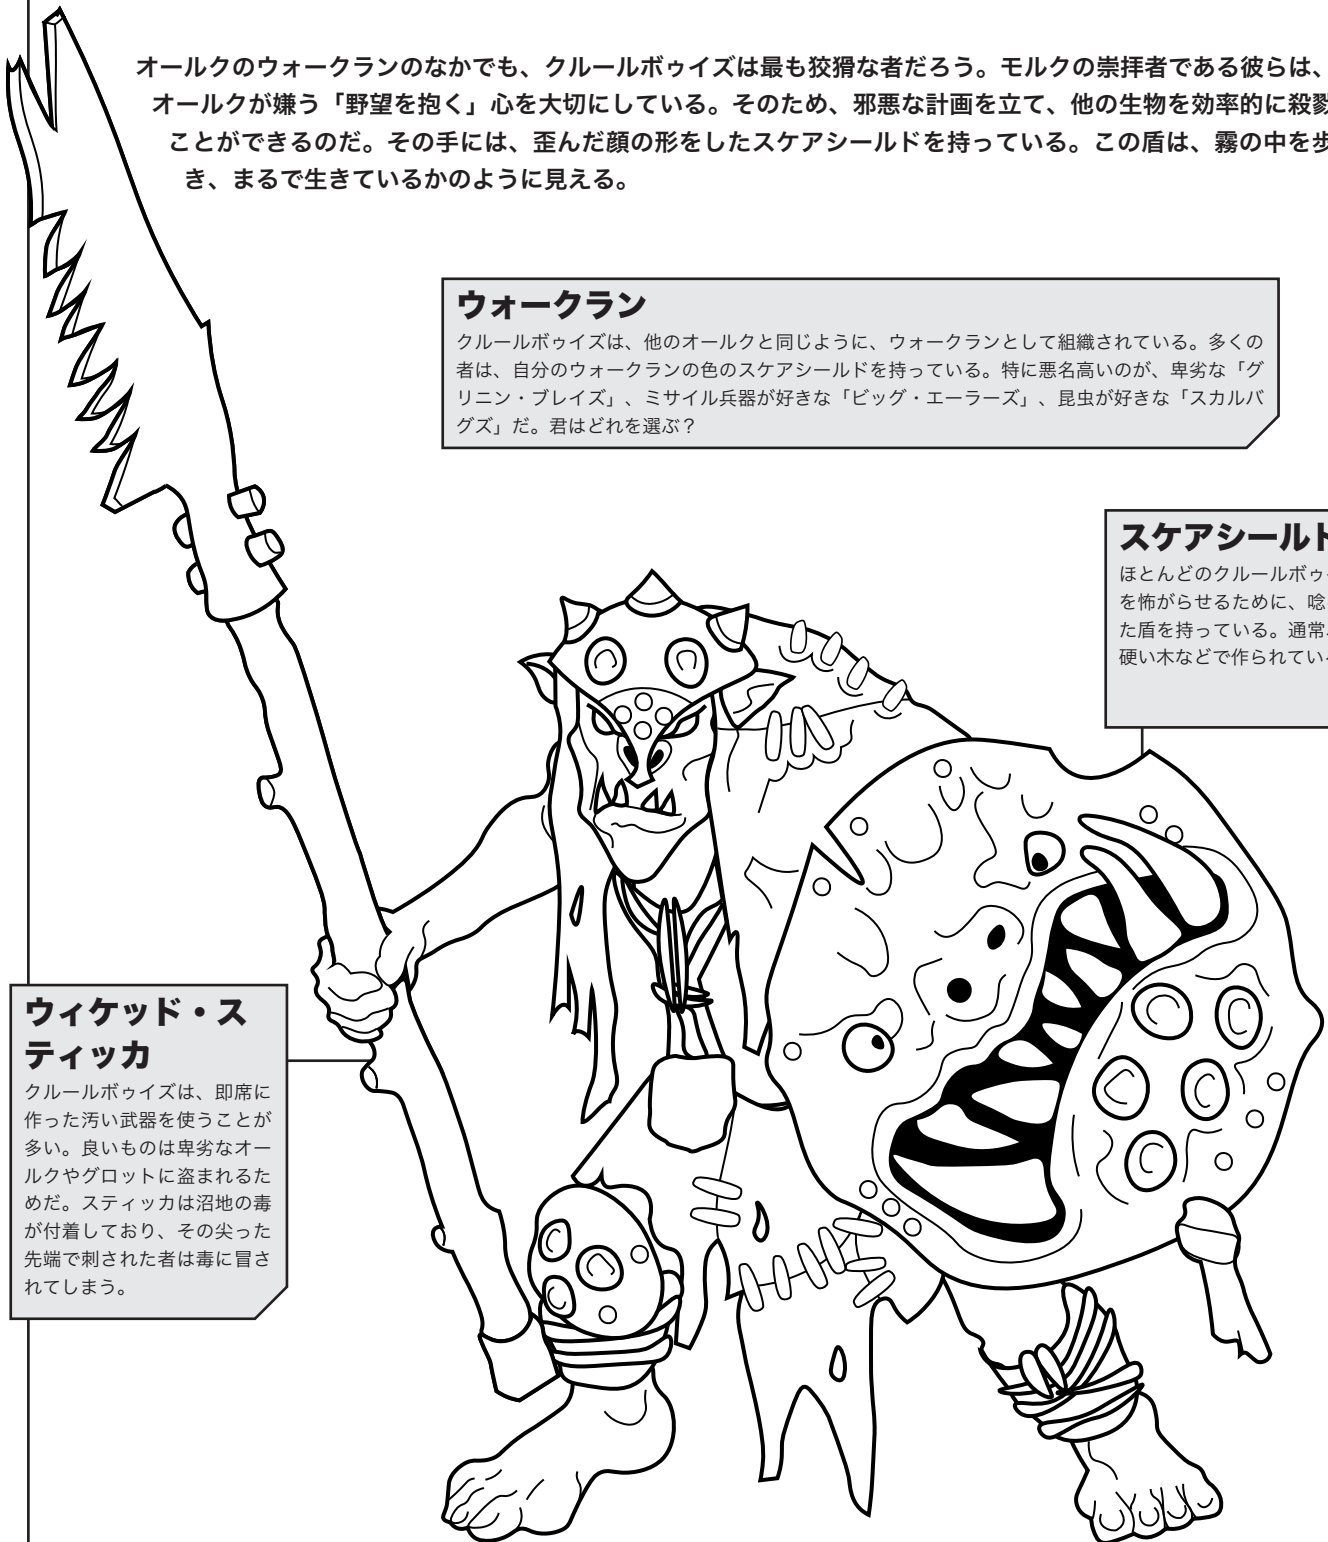 オールクのウォークランのなかでも、クルールボゥイズは最も狡猾な者だろう。モルクの崇拝者である彼らは、
オールクが嫌う「野望を抱く」心を大切にしている。そのため、邪悪な計画を立て、他の生物を効率的に殺戮
ことができるのだ。その手には、歪んだ顔の形をしたスケアシールドを持っている。この盾は、霧の中を歩
き、まるで生きているかのように見える。
ウォークラン
クルールボゥイズは、他のオールクと同じように、ウォークランとして組織されている。多くの
者は、自分のウォークランの色のスケアシールドを持っている。特に悪名高いのが、卑劣な「グ
リニン・ブレイズ」、ミサイル兵器が好きな「ビッグ・エーラーズ」、昆虫が好きな「スカルバ
グズ」だ。君はどれを選ぶ？
スケアシールド
ほとんどのクルールボゥ
を怖がらせるために、唸
た盾を持っている。通常、
硬い木などで作られてい
ウィケッド・ス
ティッカ
クルールボゥイズは、即席に
作った汚い武器を使うことが
多い。良いものは卑劣なオー
ルクやグロットに盗まれるた
めだ。スティッカは沼地の毒
が付着しており、その尖った
先端で刺された者は毒に冒さ
れてしまう。